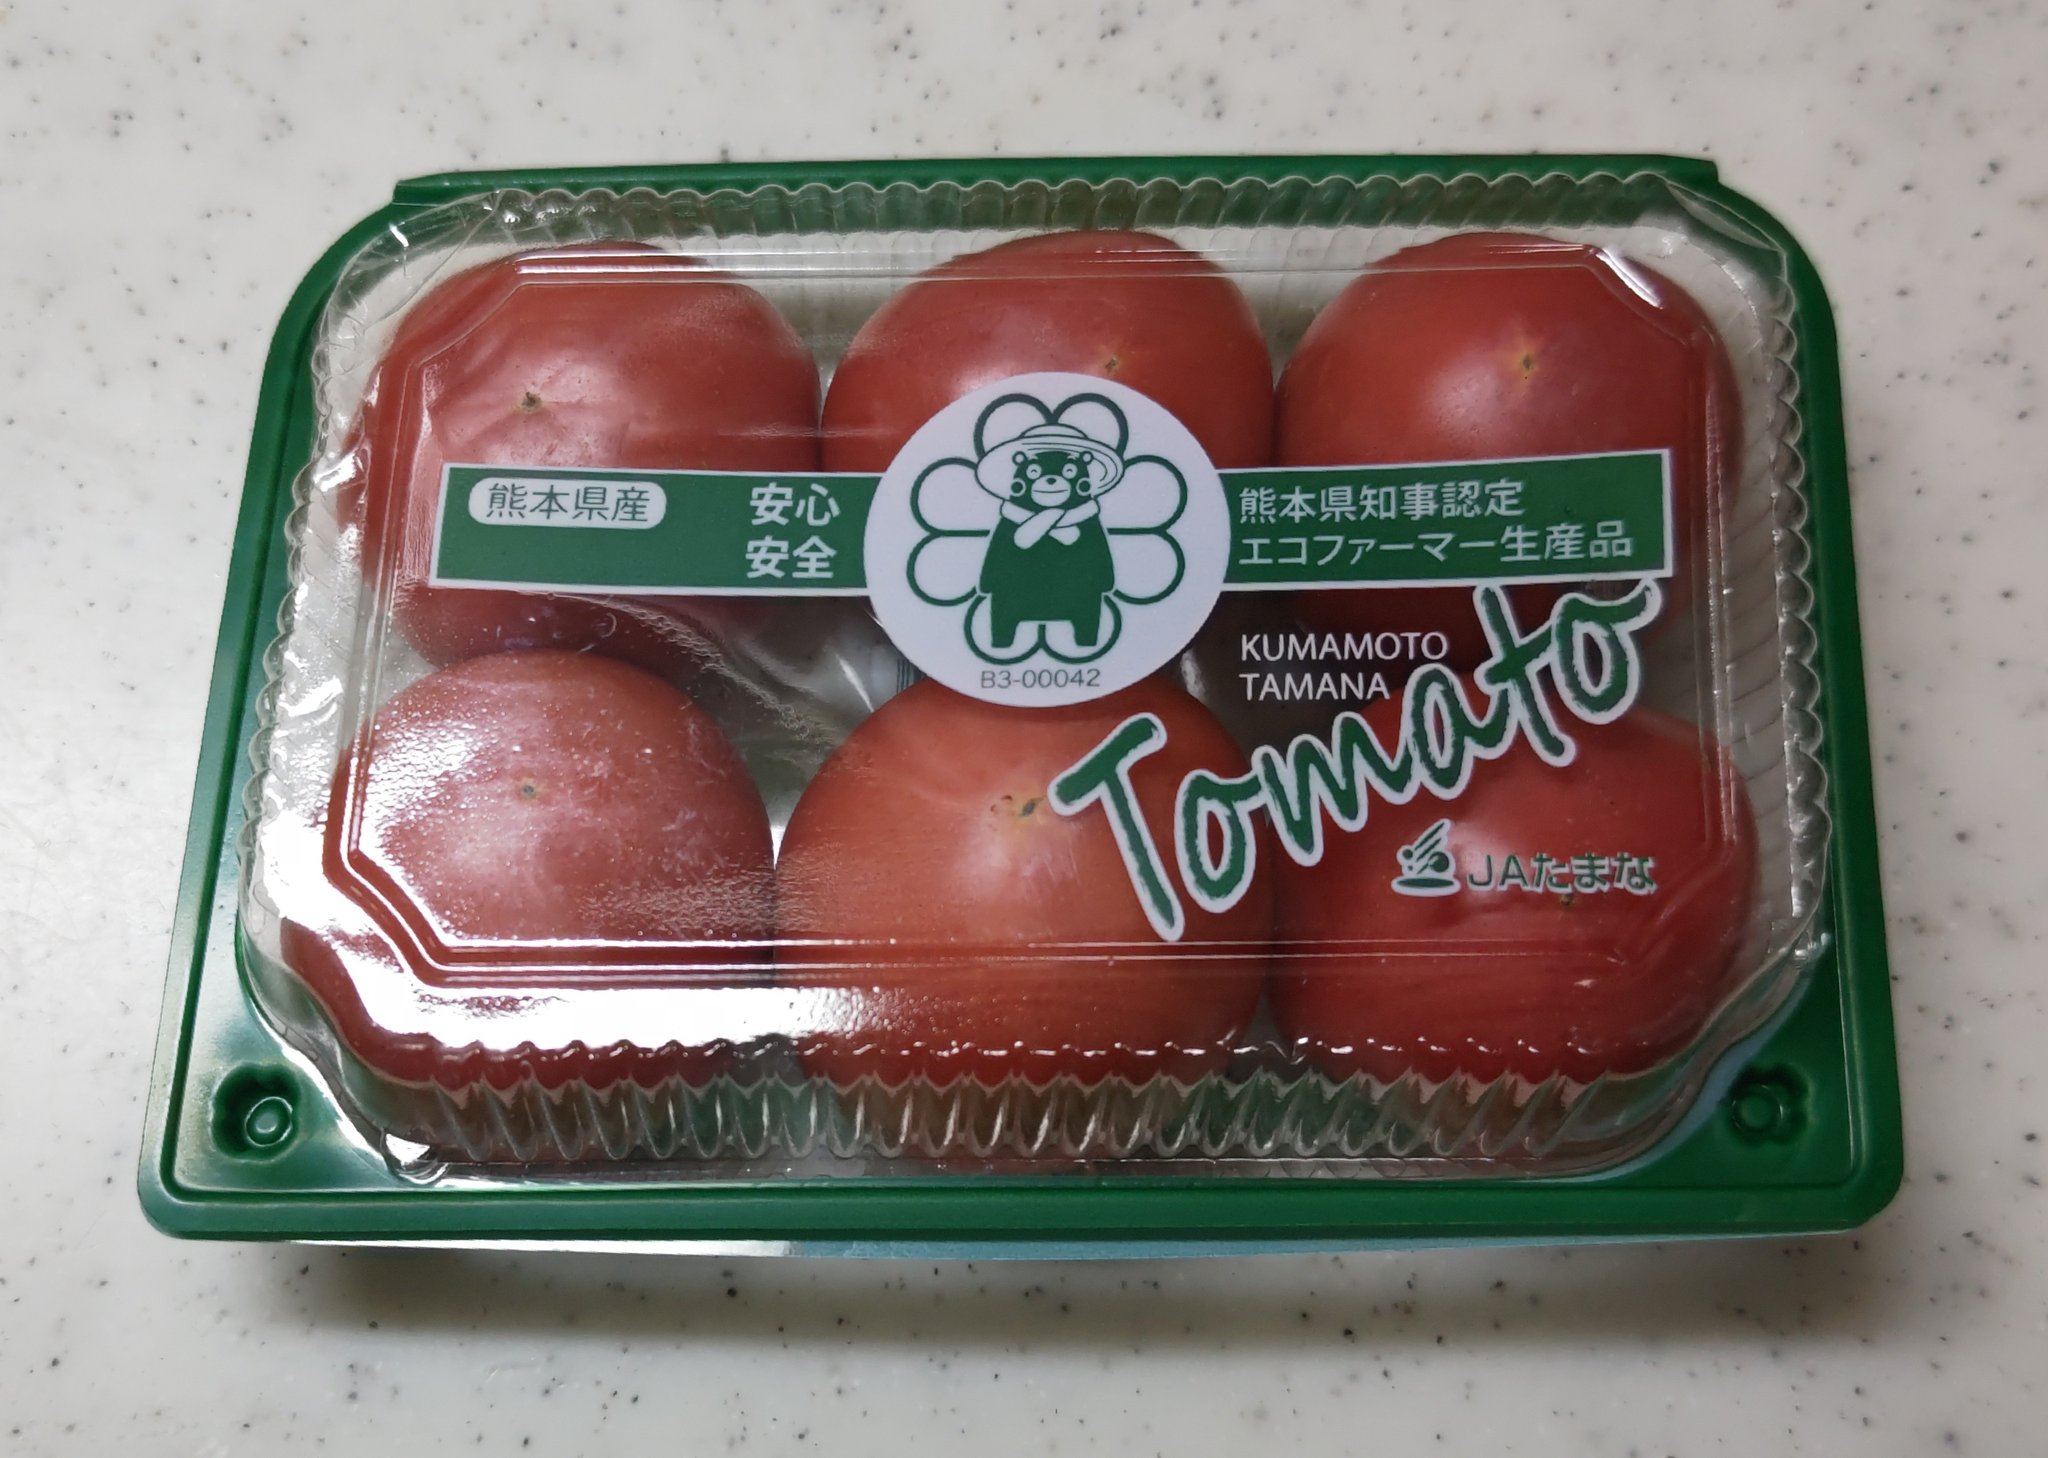 熊本県産
安心
安全
熊本県知事認定
エコファーマー生産品
B3-00042
KUMAMOTO
TAMANA
Tomato
JAたまな